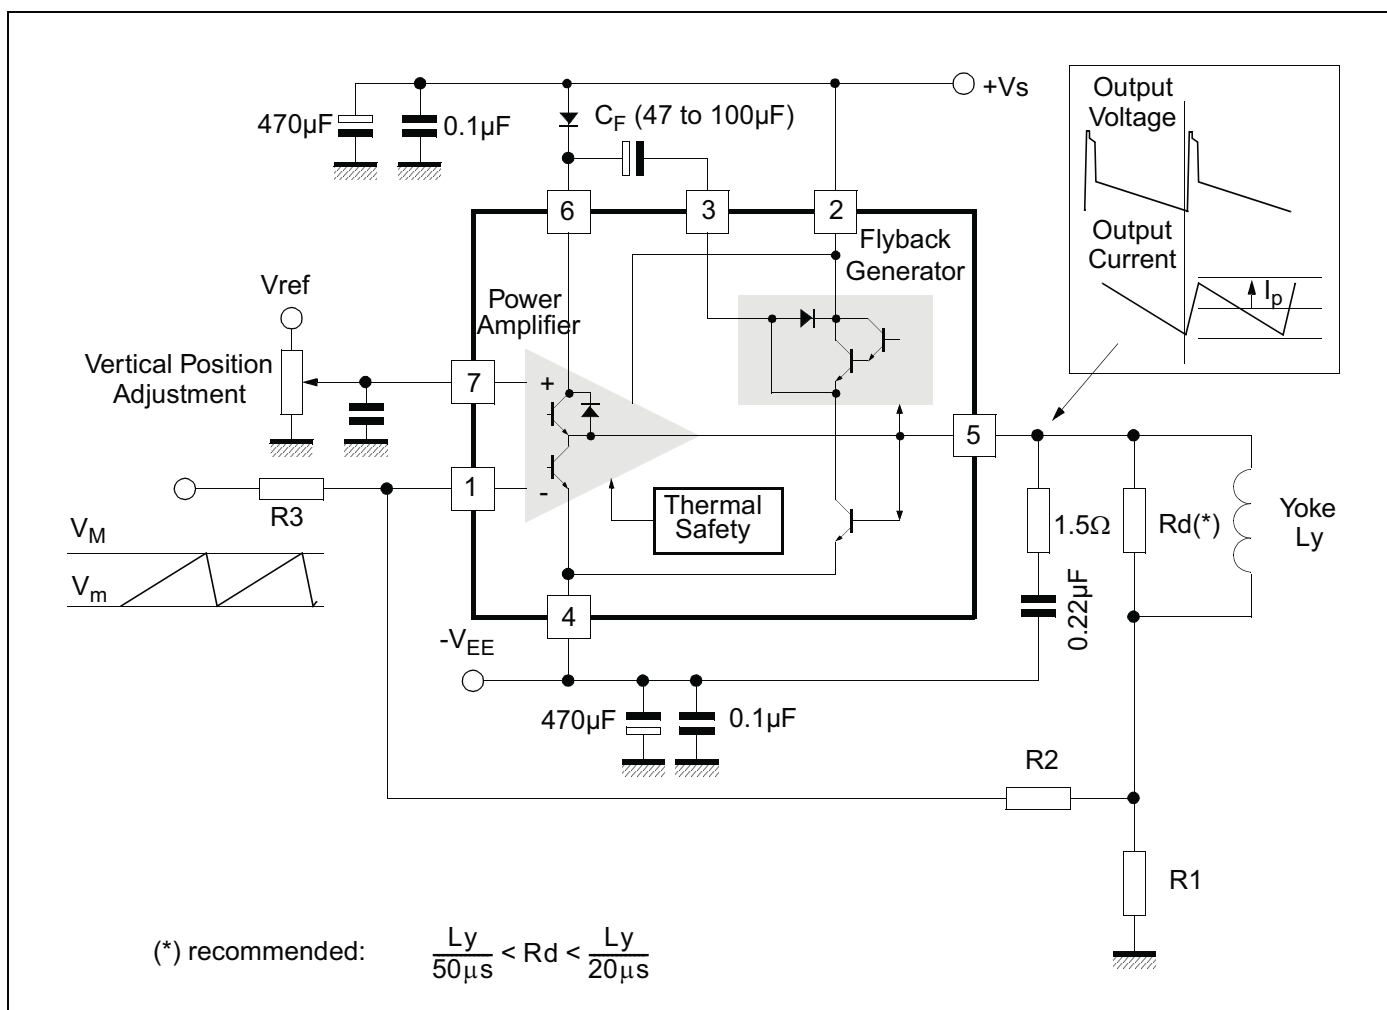 +Vs
Output
Voltage
470µF
0.1µF
C_F (47 to 100µF)
6
3
2
Output
Current
I_p
Flyback
Generator
Vref
Power
Amplifier
Vertical Position
Adjustment
7
+
5
1
-
R3
Thermal
Safety
1.5Ω
Rd(*)
Yoke
Ly
V_M
V_m
0.22µF
4
-V_EE
470µF
0.1µF
R2
R1
(*) recommended: Ly/50µs < Rd < Ly/20µs